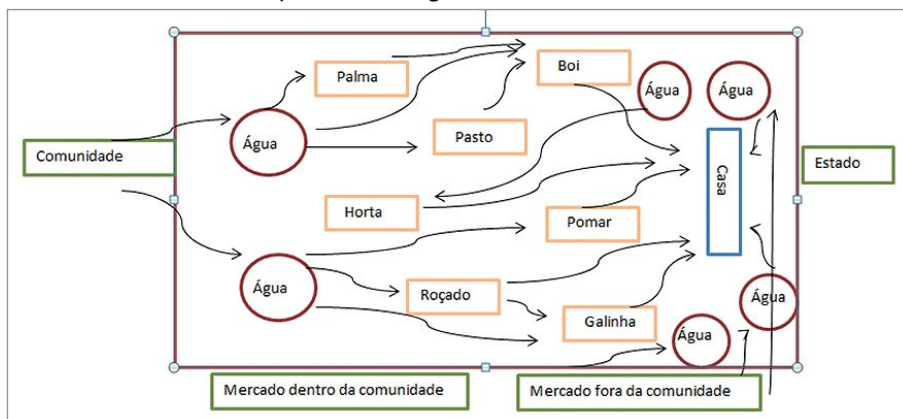 Palma
Boi
Água
Água
Água
Pasto
Comunidade
Estado
Casa
Horta
Pomar
Água
Roçado
Água
Galinha
Água
Mercado dentro da comunidade
Mercado fora da comunidade